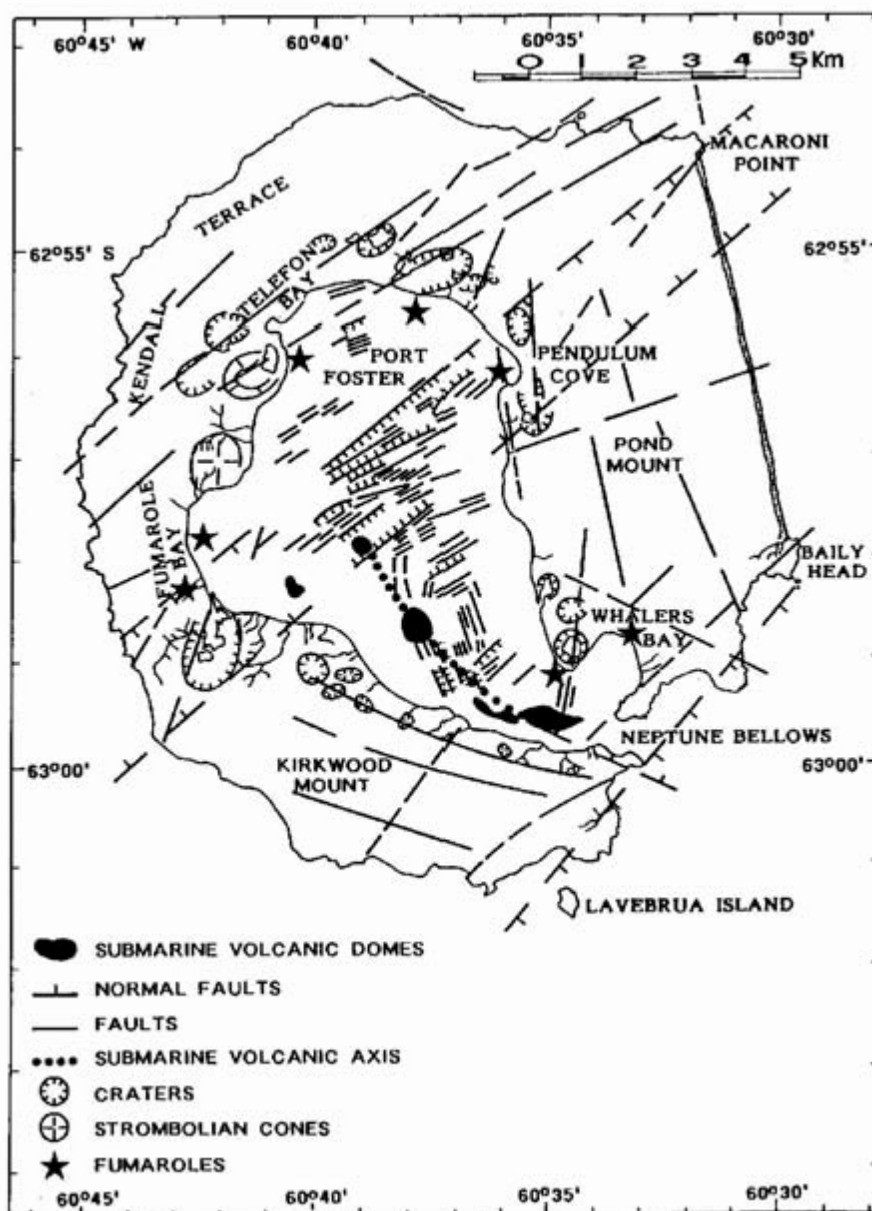 60°45' W
60°40'
60°35'
60°30'
0 1 2 3 4 5 Km
MACARONI
POINT
TERRACE
62°55' S
62°55'
TELEFON
BAY
KENDALL
PORT
FOSTER
PENDULUM
COVE
POND
MOUNT
FUMAROLE
BAY
BAILY
HEAD
WHALERS
BAY
NEPTUNE BELLOWS
63°00'
63°00'
KIRKWOOD
MOUNT
LAVEBRUA ISLAND
SUBMARINE VOLCANIC DOMES
NORMAL FAULTS
FAULTS
SUBMARINE VOLCANIC AXIS
CRATERS
STROMBOLIAN CONES
FUMAROLES
60°45'
60°40'
60°35'
60°30'